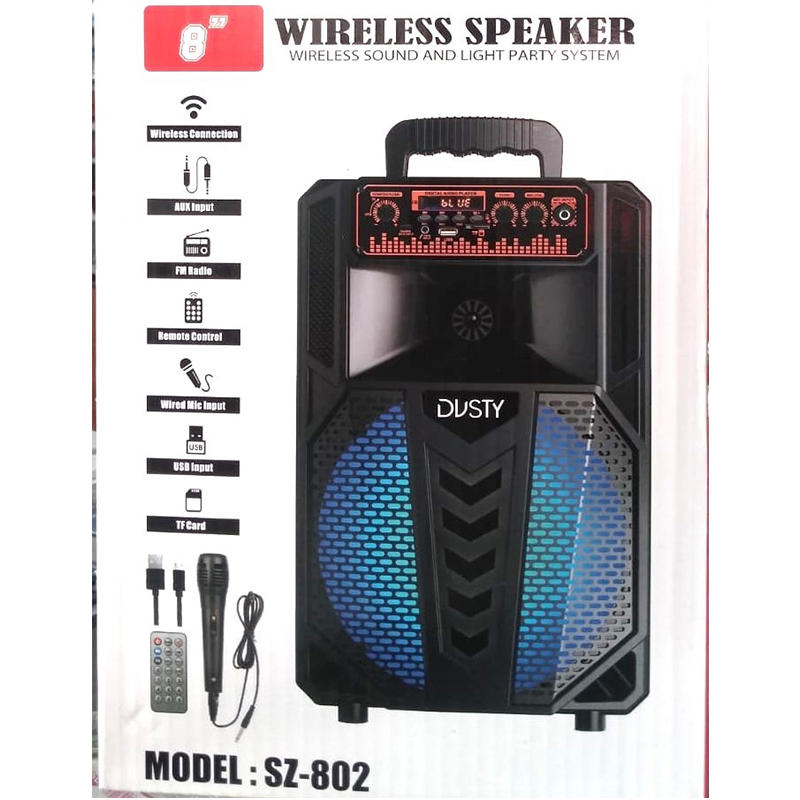 8"
WIRELESS SPEAKER
WIRELESS SOUND AND LIGHT PARTY SYSTEM
Wireless Connection
AUX Input
FM Radio
Remote Control
Wired Mic Input
USB
USB Input
TF Card
DIGITAL AUDIO PLAYER
bLUE
DVSTY
MODEL : SZ-802